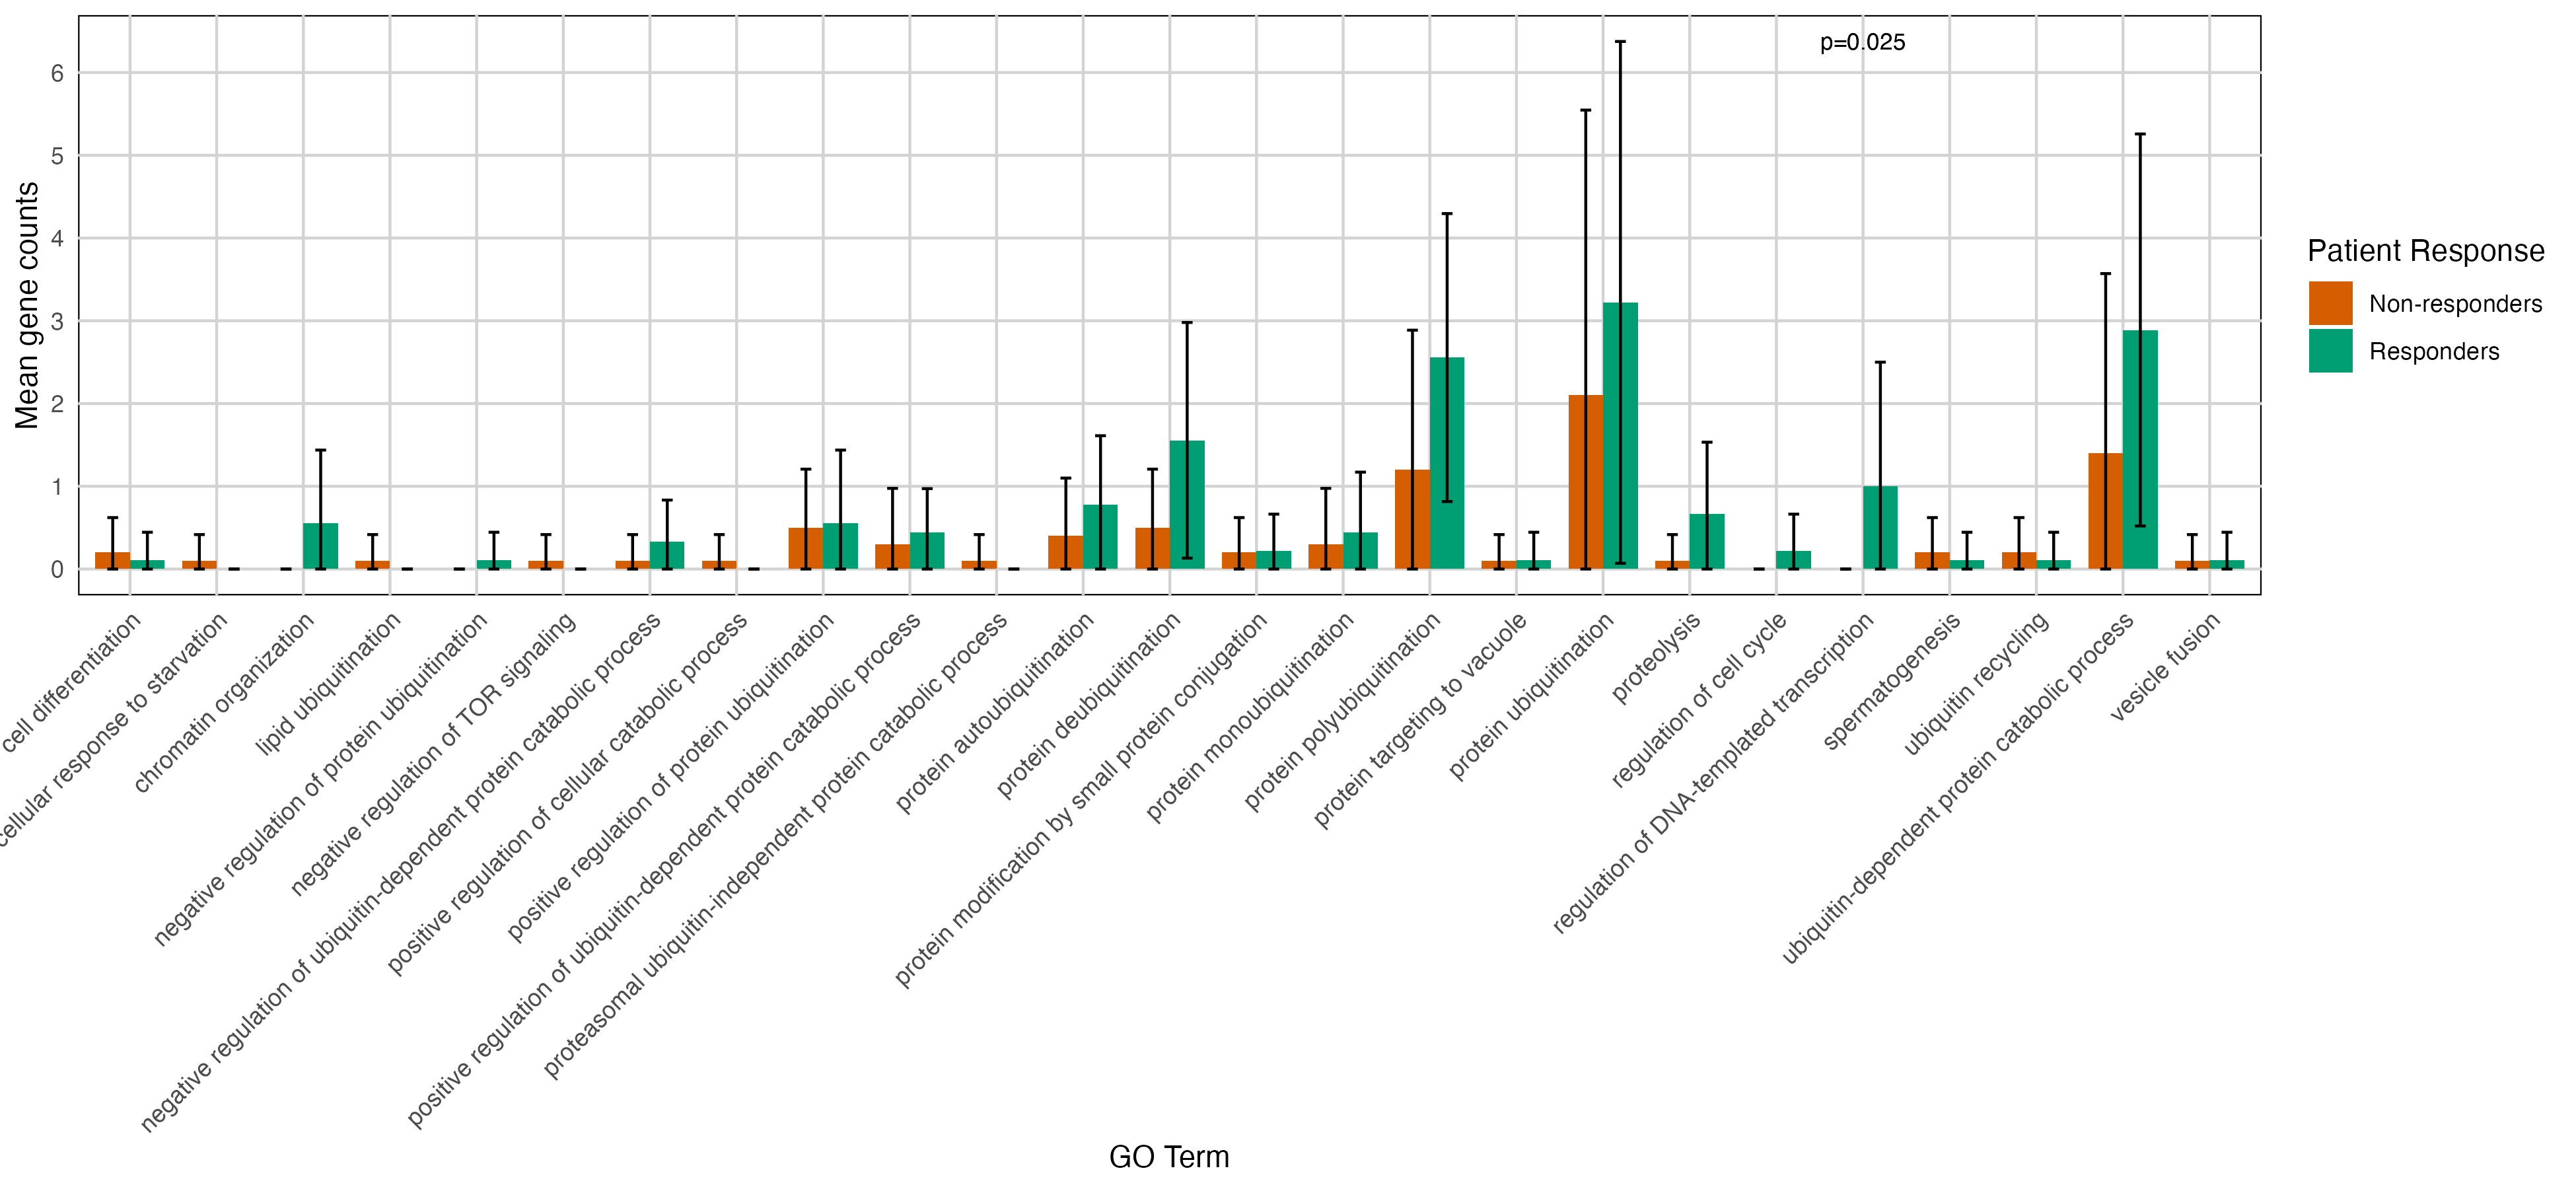 p=0.025
6
5
4
3
2
1
0
Mean gene counts
cell differentiation
cellular response to starvation
chromatin organization
lipid ubiquitination
negative regulation of protein ubiquitination
negative regulation of TOR signaling
negative regulation of ubiquitin-dependent protein catabolic process
positive regulation of cellular catabolic process
positive regulation of protein ubiquitination
positive regulation of ubiquitin-dependent protein catabolic process
proteasomal ubiquitin-independent protein catabolic process
protein autoubiquitination
protein deubiquitination
protein modification by small protein conjugation
protein monoubiquitination
protein polyubiquitination
protein targeting to vacuole
protein ubiquitination
proteolysis
regulation of cell cycle
regulation of DNA-templated transcription
spermatogenesis
ubiquitin recycling
ubiquitin-dependent protein catabolic process
vesicle fusion
GO Term
Patient Response
Non-responders
Responders